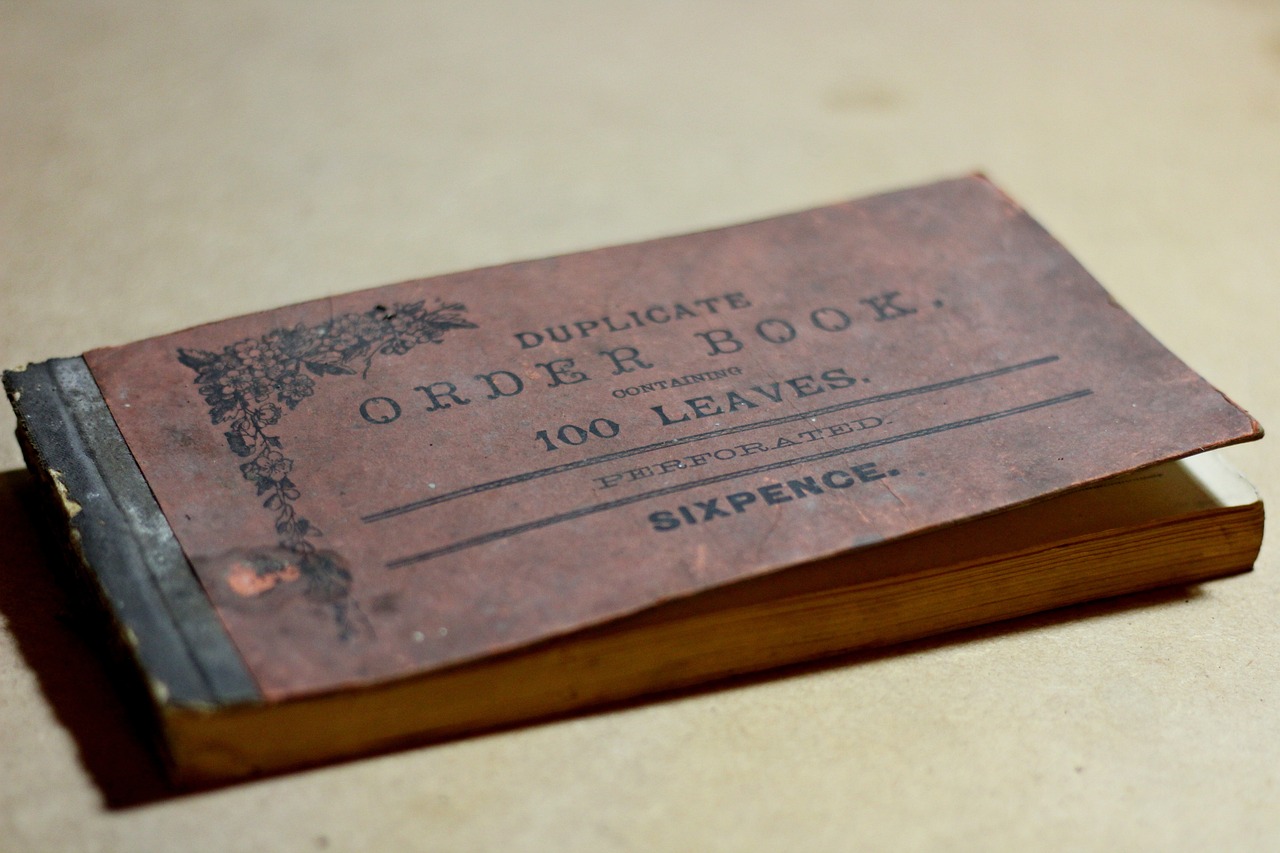 DUPLICATE
ORDER BOOK.
CONTAINING
100 LEAVES.
PERFORATED.
SIXPENCE.